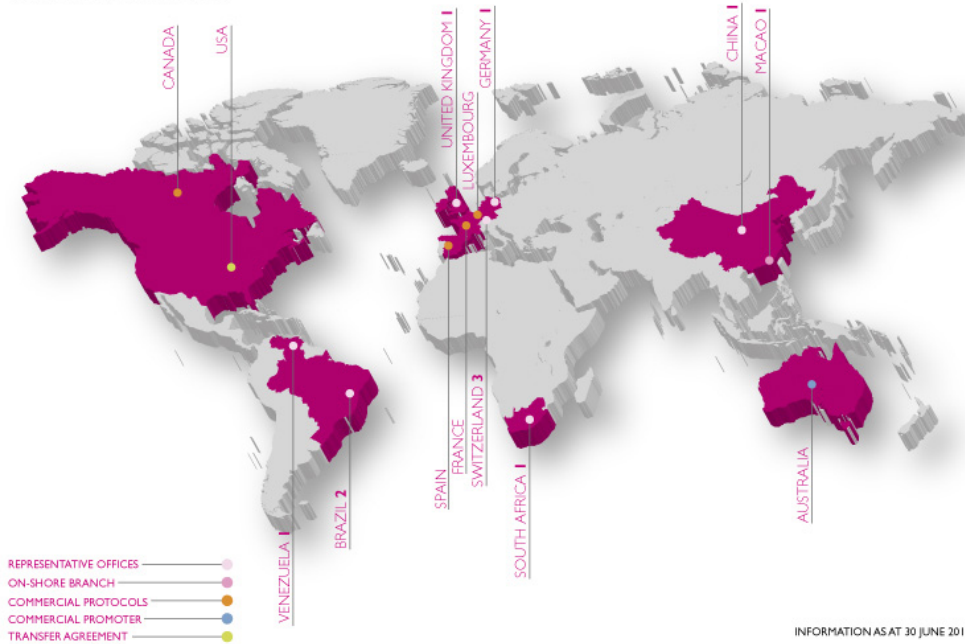 CANADA
USA
UNITED KINGDOM 1
LUXEMBOURG
GERMANY 1
CHINA 1
MACAO 1
SPAIN
FRANCE
SWITZERLAND 3
SOUTH AFRICA 1
AUSTRALIA
BRAZIL 2
VENEZUELA 1
REPRESENTATIVE OFFICES
ON-SHORE BRANCH
COMMERCIAL PROTOCOLS
COMMERCIAL PROMOTER
TRANSFER AGREEMENT
INFORMATION AS AT 30 JUNE